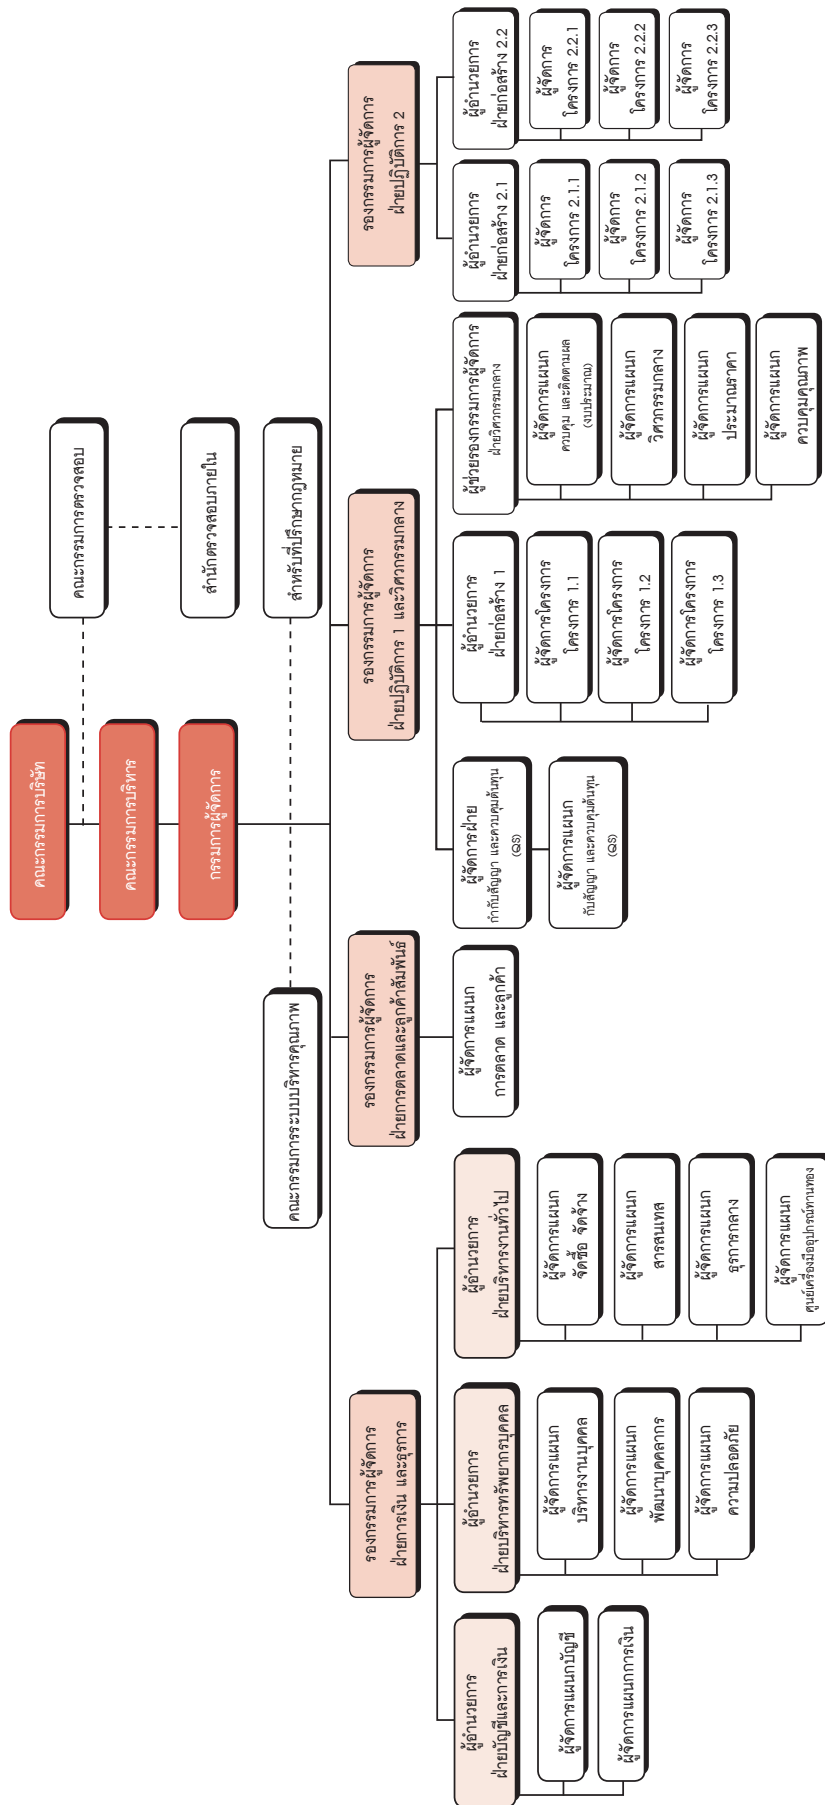 คณะกรรมการบริษัท
คณะกรรมการตรวจสอบ
คณะกรรมการบริหาร
สำนักตรวจสอบภายใน
กรรมการผู้จัดการ
คณะกรรมการระบบบริหารคุณภาพ
สำหรับที่ปรึกษากฎหมาย
รองกรรมการผู้จัดการ
ฝ่ายการเงิน และธุรการ
รองกรรมการผู้จัดการ
ฝ่ายการตลาดและลูกค้าสัมพันธ์
รองกรรมการผู้จัดการ
ฝ่ายปฏิบัติการ 1 และวิศวกรรมกลาง
รองกรรมการผู้จัดการ
ฝ่ายปฏิบัติการ 2
ผู้อำนวยการ
ฝ่ายบัญชีและการเงิน
ผู้จัดการแผนกบัญชี
ผู้จัดการแผนกการเงิน
ผู้อำนวยการ
ฝ่ายบริหารทรัพยากรบุคคล
ผู้จัดการแผนก
บริหารงานบุคคล
ผู้จัดการแผนก
พัฒนาบุคคลากร
ผู้จัดการแผนก
ความปลอดภัย
ผู้อำนวยการ
ฝ่ายบริหารงานทั่วไป
ผู้จัดการแผนก
จัดซื้อ จัดจ้าง
ผู้จัดการแผนก
สารสนเทส
ผู้จัดการแผนก
ธุรการกลาง
ผู้จัดการแผนก
ศูนย์เครื่องมืออุปกรณ์ทานทอง
ผู้จัดการแผนก
การตลาด และลูกค้า
ผู้จัดการฝ่าย
กำกับสัญญา และควบคุมต้นทุน
(QS)
ผู้จัดการแผนก
กับสัญญา และควบคุมต้นทุน
(QS)
ผู้อำนวยการ
ฝ่ายก่อสร้าง 1
ผู้จัดการโครงการ
โครงการ 1.1
ผู้จัดการโครงการ
โครงการ 1.2
ผู้จัดการโครงการ
โครงการ 1.3
ผู้ช่วยรองกรรมการผู้จัดการ
ฝ่ายวิศวกรรมกลาง
ผู้จัดการแผนก
ควบคุม และติดตามผล
(งบประมาณ)
ผู้จัดการแผนก
วิศวกรรมกลาง
ผู้จัดการแผนก
ประมาณราคา
ผู้จัดการแผนก
ควบคุมคุณภาพ
ผู้อำนวยการ
ฝ่ายก่อสร้าง 2.1
ผู้จัดการ
โครงการ 2.1.1
ผู้จัดการ
โครงการ 2.1.2
ผู้จัดการ
โครงการ 2.1.3
ผู้อำนวยการ
ฝ่ายก่อสร้าง 2.2
ผู้จัดการ
โครงการ 2.2.1
ผู้จัดการ
โครงการ 2.2.2
ผู้จัดการ
โครงการ 2.2.3